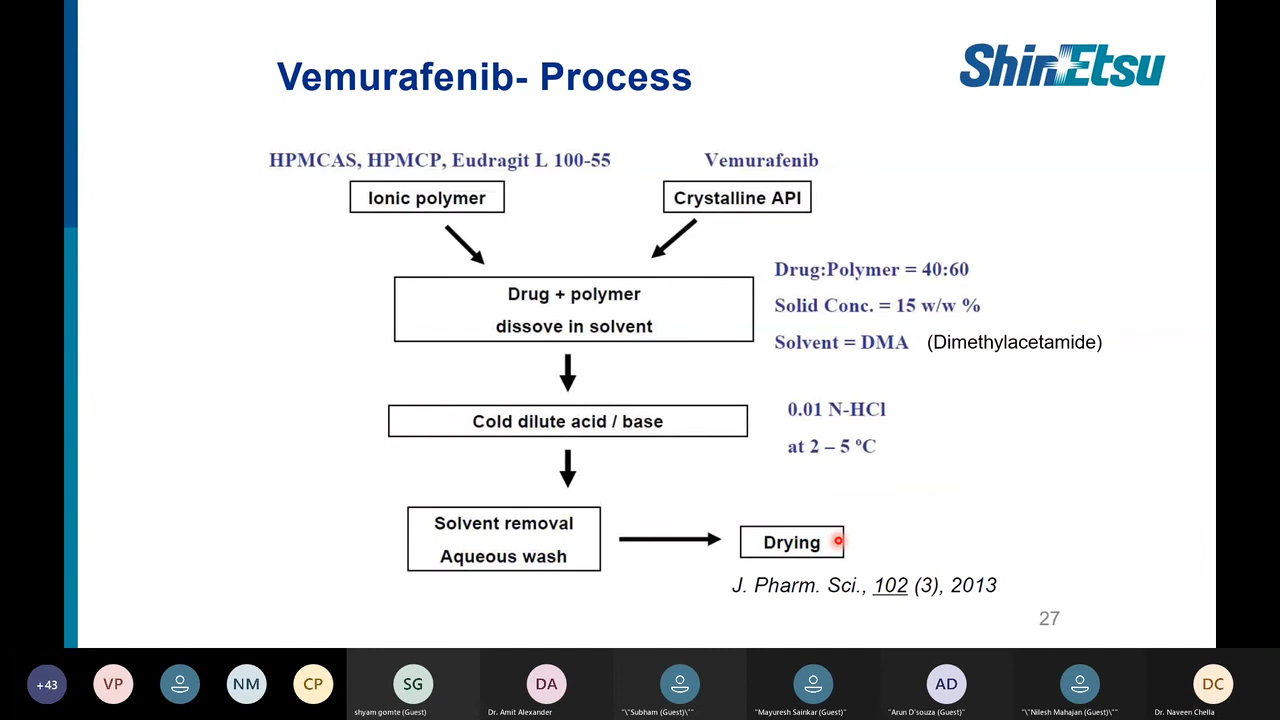 Vemurafenib- Process
ShinEtsu
HPMCAS, HPMCP, Eudragit L 100-55
Vemurafenib
Ionic polymer
Crystalline API
Drug + polymer
dissove in solvent
Drug:Polymer = 40:60
Solid Conc. = 15 w/w %
Solvent = DMA (Dimethylacetamide)
Cold dilute acid / base
0.01 N-HCl
at 2 – 5 ºC
Solvent removal
Aqueous wash
Drying
J. Pharm. Sci., 102 (3), 2013
27
+43
VP
NM
CP
SG
DA
AD
DC
shyam gomte (Guest)
Dr. Amit Alexander
"\"Subham (Guest)\""
"Mayuresh Sainkar (Guest)"
"Arun D'souza (Guest)"
"\"Nilesh Mahajan (Guest)\"
Dr. Naveen Chella